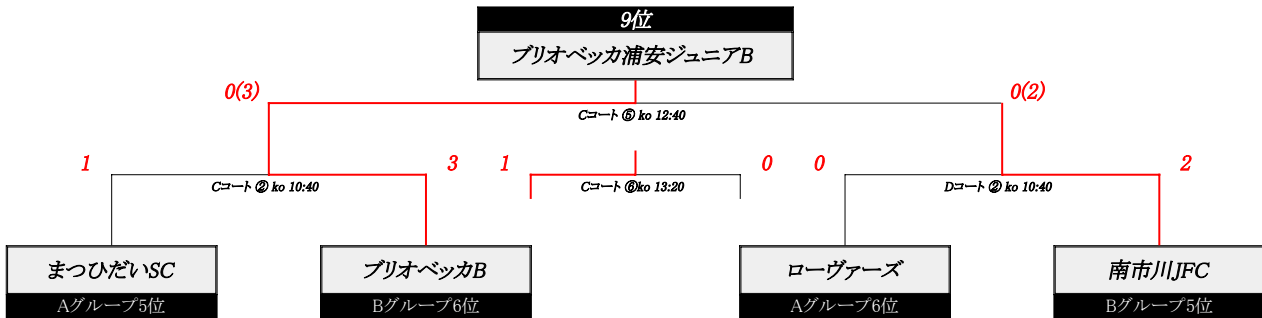 9位
ブリオベッカ浦安ジュニアB
0(3)
0(2)
Cコート ⑤ ko 12:40
1
3
1
0
0
2
Cコート ② ko 10:40
Cコート ⑥ko 13:20
Dコート ② ko 10:40
まつひだいSC
ブリオベッカB
ローヴァーズ
南市川JFC
Aグループ5位
Bグループ6位
Aグループ6位
Bグループ5位